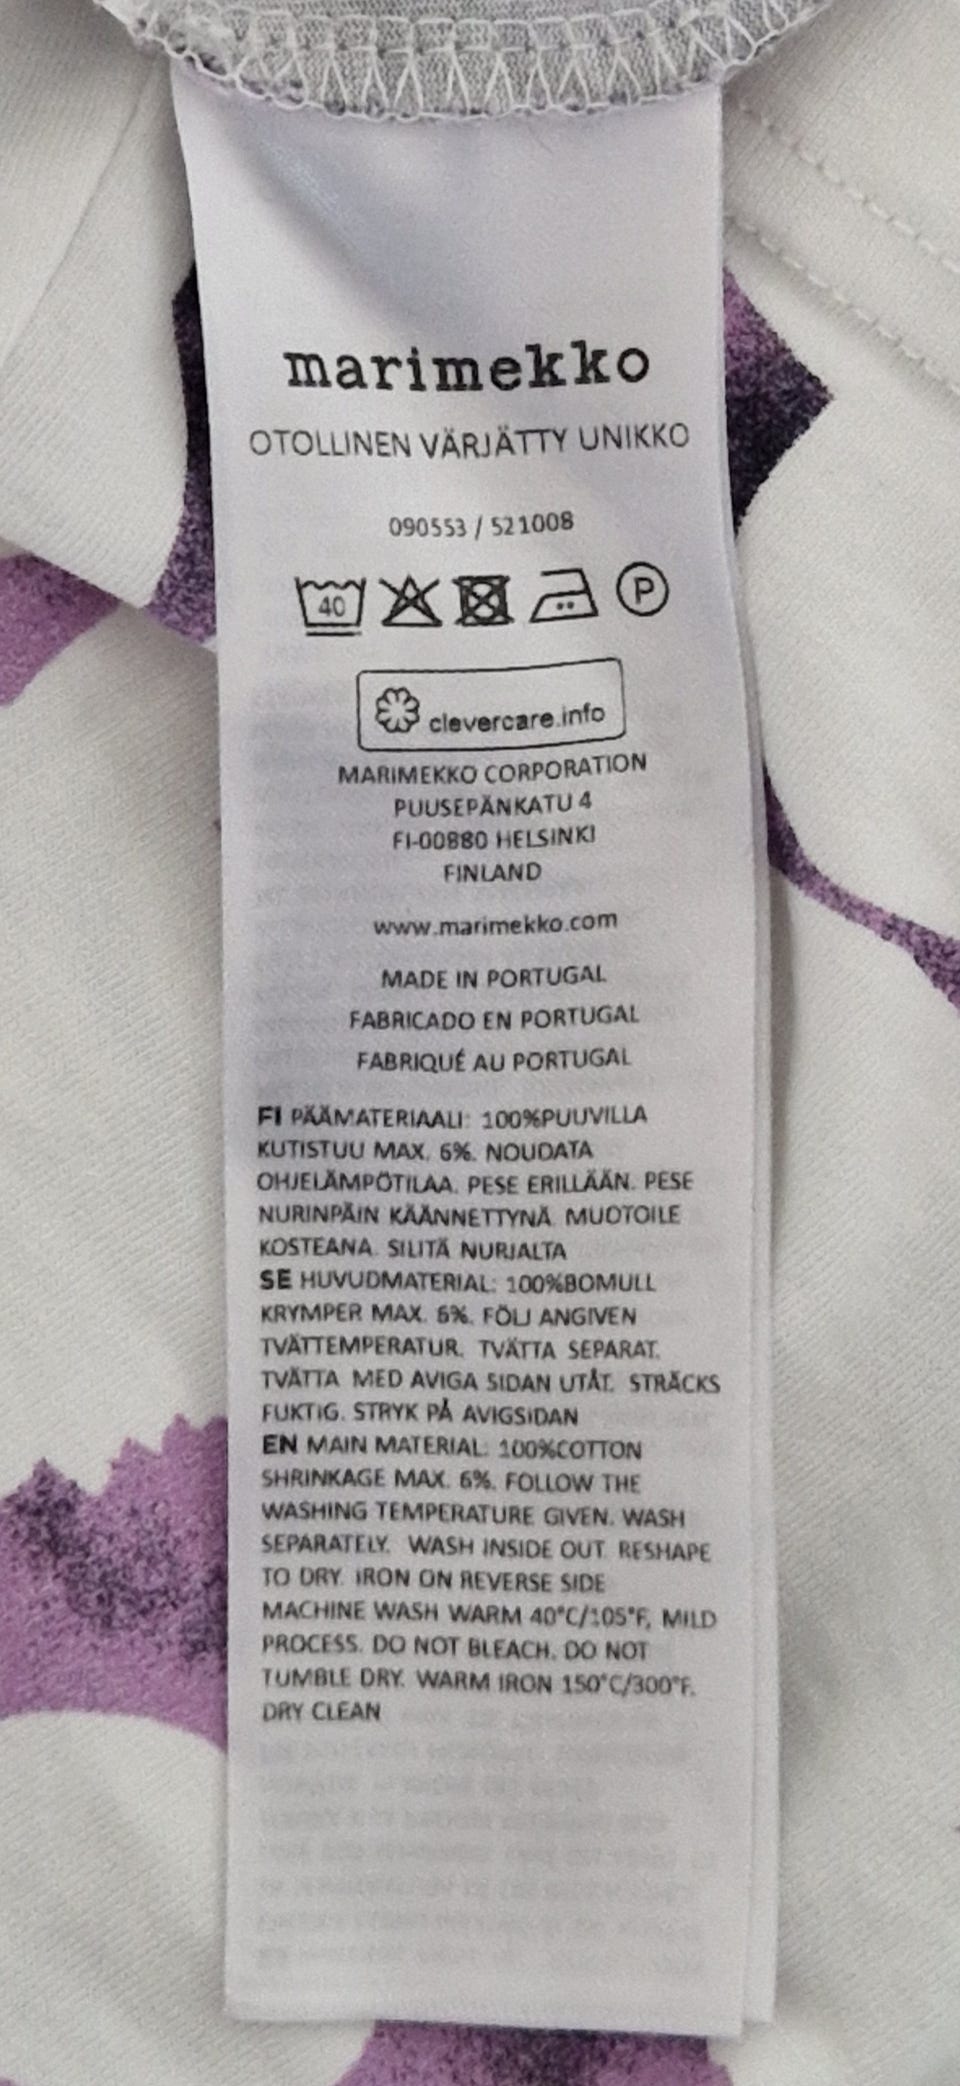 marimekko
OTOLLINEN VÄRJÄTTY UNIKKO
090553 / 521008
40 P
clevercare.info
MARIMEKKO CORPORATION
PUUSEPÄNKATU 4
FI-00880 HELSINKI
FINLAND
www.marimekko.com
MADE IN PORTUGAL
FABRICADO EN PORTUGAL
FABRIQUÉ AU PORTUGAL
FI PÄÄMATERIAALI: 100%PUUVILLA
KUTISTUU MAX. 6%. NOUDATA
OHJELÄMPÖTILAA. PESE ERILLÄÄN. PESE
NURINPÄIN KÄÄNNETTYNÄ. MUOTOILE
KOSTEANA. SILITÄ NURJALTA
SE HUVUDMATERIAL: 100%BOMULL
KRYMPER MAX. 6%. FÖLJ ANGIVEN
TVÄTTEMPERATUR. TVÄTTA SEPARAT.
TVÄTTA MED AVIGA SIDAN UTÅT. STRÄCKS
FUKTIG. STRYK PÅ AVIGSIDAN
EN MAIN MATERIAL: 100%COTTON
SHRINKAGE MAX. 6%. FOLLOW THE
WASHING TEMPERATURE GIVEN. WASH
SEPARATELY. WASH INSIDE OUT. RESHAPE
TO DRY. IRON ON REVERSE SIDE
MACHINE WASH WARM 40°C/105°F, MILD
PROCESS. DO NOT BLEACH. DO NOT
TUMBLE DRY. WARM IRON 150°C/300°F.
DRY CLEAN